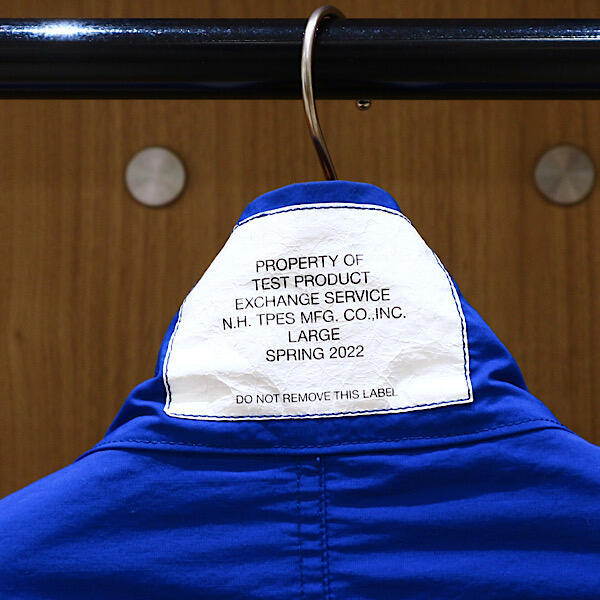 PROPERTY OF
TEST PRODUCT
EXCHANGE SERVICE
N.H. TPES MFG. CO.,INC.
LARGE
SPRING 2022
DO NOT REMOVE THIS LABEL